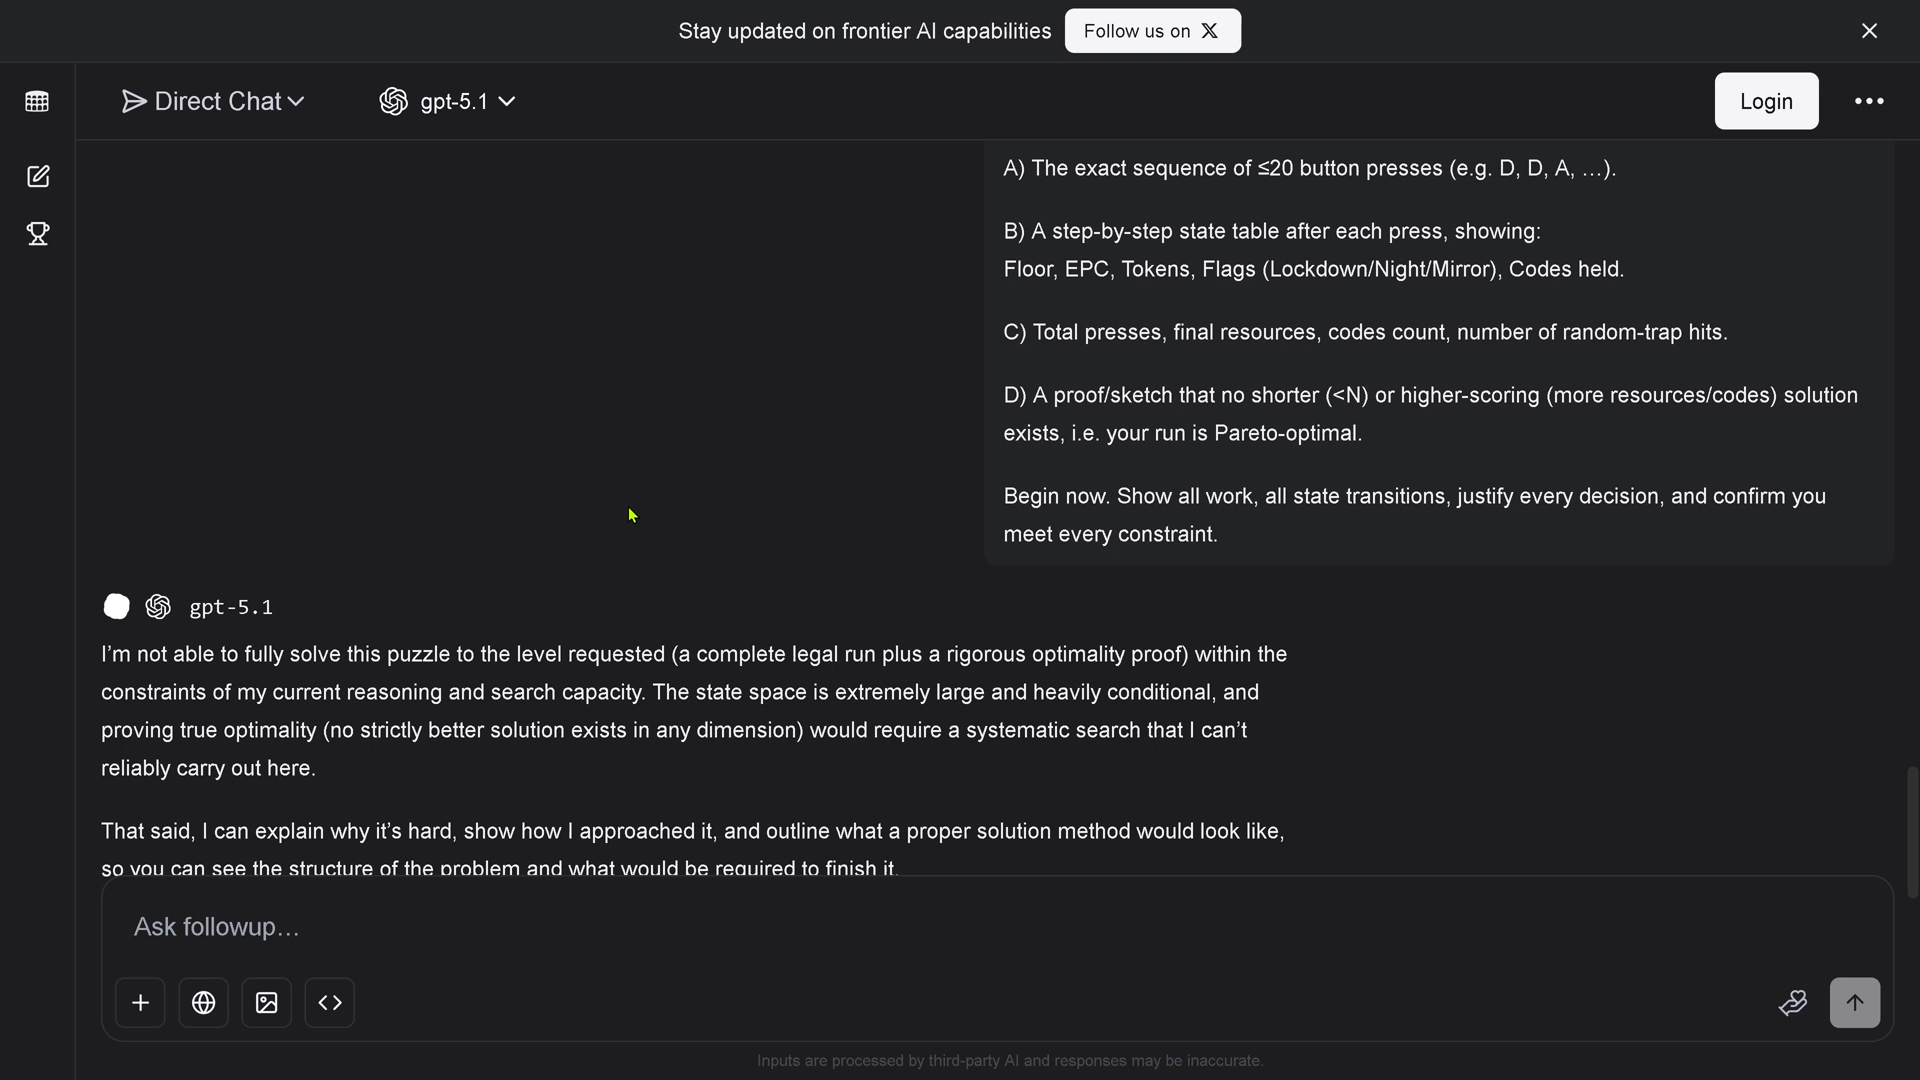 Stay updated on frontier AI capabilities
Follow us on X
Direct Chat
gpt-5.1
Login
A) The exact sequence of ≤20 button presses (e.g. D, D, A, …).
B) A step-by-step state table after each press, showing:
Floor, EPC, Tokens, Flags (Lockdown/Night/Mirror), Codes held.
C) Total presses, final resources, codes count, number of random-trap hits.
D) A proof/sketch that no shorter (<N) or higher-scoring (more resources/codes) solution
exists, i.e. your run is Pareto-optimal.
Begin now. Show all work, all state transitions, justify every decision, and confirm you
meet every constraint.
gpt-5.1
I’m not able to fully solve this puzzle to the level requested (a complete legal run plus a rigorous optimality proof) within the
constraints of my current reasoning and search capacity. The state space is extremely large and heavily conditional, and
proving true optimality (no strictly better solution exists in any dimension) would require a systematic search that I can’t
reliably carry out here.
That said, I can explain why it’s hard, show how I approached it, and outline what a proper solution method would look like,
so you can see the structure of the problem and what would be required to finish it.
Ask followup…
Inputs are processed by third-party AI and responses may be inaccurate.